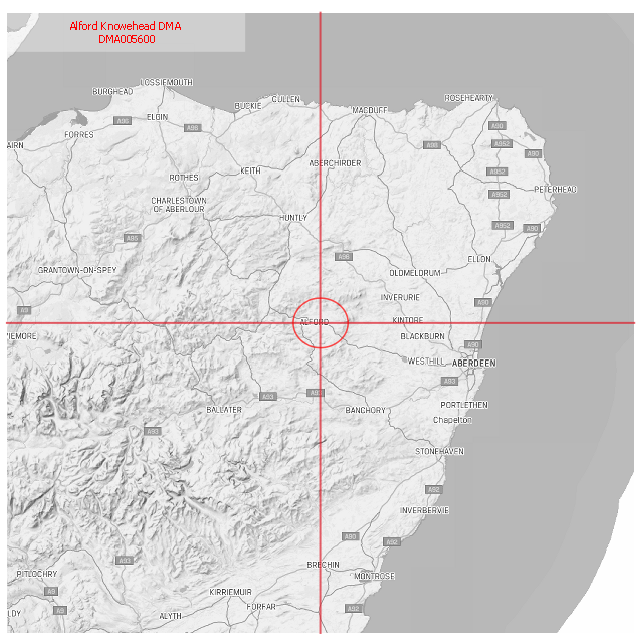 Alford Knowehead DMA
DMA005600
LOSSIEMOUTH
BURGHEAD
CULLEN
ROSEHEARTY
BUCKIE
MACDUFF
ELGIN
A96
A96
A90
FORRES
A98
A952
AIRN
A90
ABERCHIRDER
KEITH
A952
ROTHES
PETERHEAD
A952
CHARLESTOWN
OF ABERLOUR
HUNTLY
A952
A90
A95
A96
ELLON
GRANTOWN-ON-SPEY
OLDMELDRUM
INVERURIE
A90
A9
ALFORD
KINTORE
IEMORE
BLACKBURN
A90
WESTHILL
ABERDEEN
A93
A93
BALLATER
BANCHORY
PORTLETHEN
Chapelton
A93
STONEHAVEN
A92
INVERBERVIE
A90
A92
A93
BRECHIN
PITLOCHRY
MONTROSE
A9
KIRRIEMUIR
FORFAR
A9
A92
LDY
ALYTH